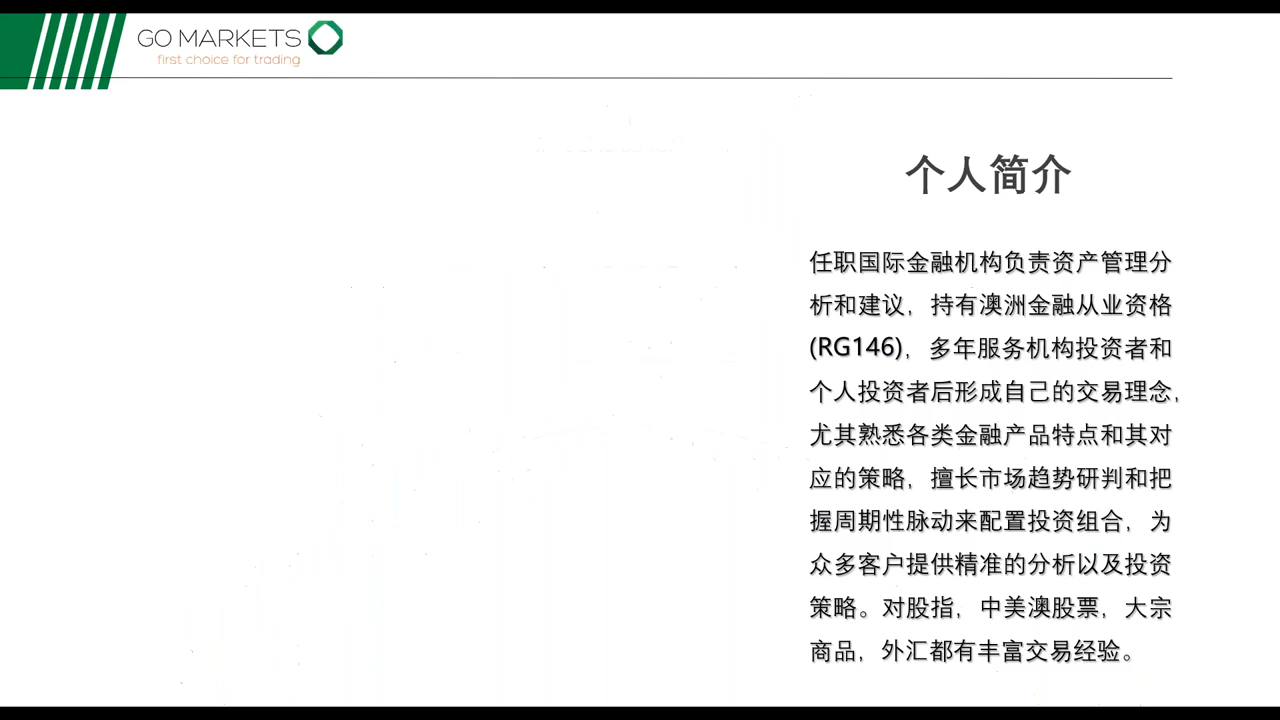 GO MARKETS
first choice for trading
个人简介
任职国际金融机构负责资产管理分
析和建议，持有澳洲金融从业资格
(RG146)，多年服务机构投资者和
个人投资者后形成自己的交易理念,
尤其熟悉各类金融产品特点和其对
应的策略，擅长市场趋势研判和把
握周期性脉动来配置投资组合，为
众多客户提供精准的分析以及投资
策略。对股指，中美澳股票，大宗
商品，外汇都有丰富交易经验。